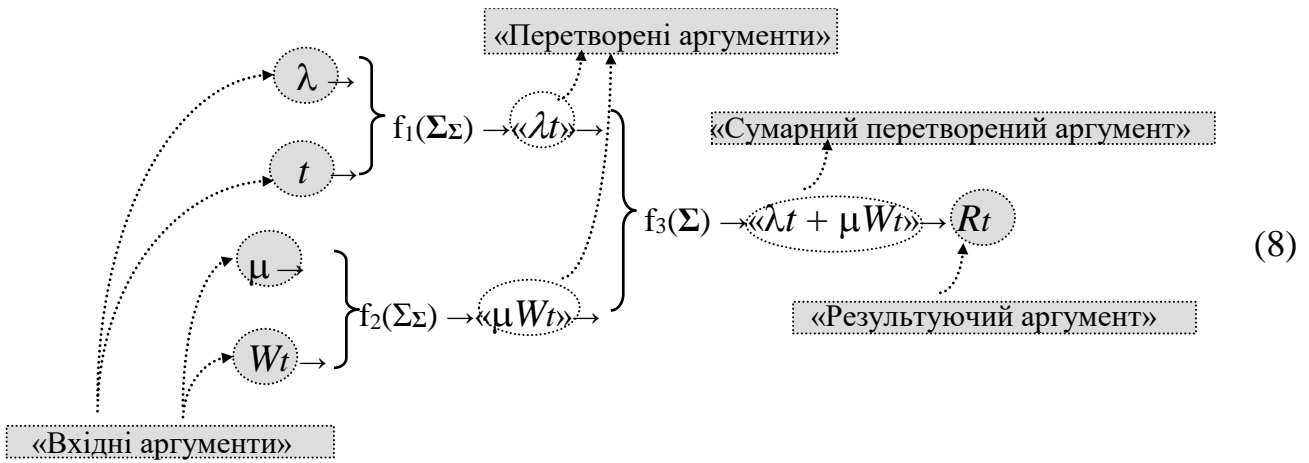 «Перетворені аргументи»
λ →
f₁(ΣΣ) → «λt» →
«Сумарний перетворений аргумент»
t →
f₃(Σ) → «λt + μWt» → Rt
(8)
μ →
f₂(ΣΣ) → «μWt» →
«Результуючий аргумент»
Wt →
«Вхідні аргументи»